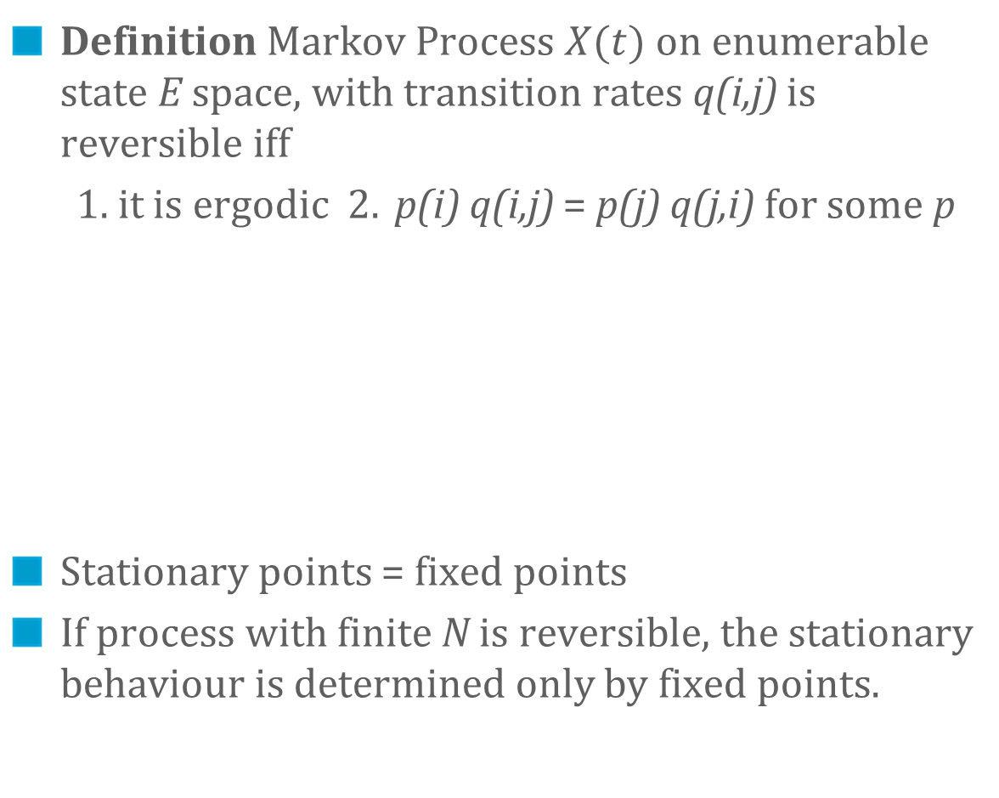 Definition Markov Process X(t) on enumerable
state E space, with transition rates q(i,j) is
reversible iff
1. it is ergodic 2. p(i) q(i,j) = p(j) q(j,i) for some p
Stationary points = fixed points
If process with finite N is reversible, the stationary
behaviour is determined only by fixed points.